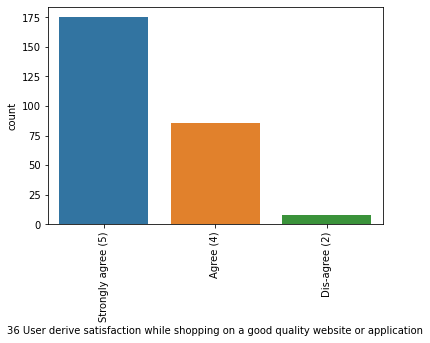 175
150
125
100
75
50
25
0
count
Strongly agree (5)
Agree (4)
Dis-agree (2)
36 User derive satisfaction while shopping on a good quality website or application